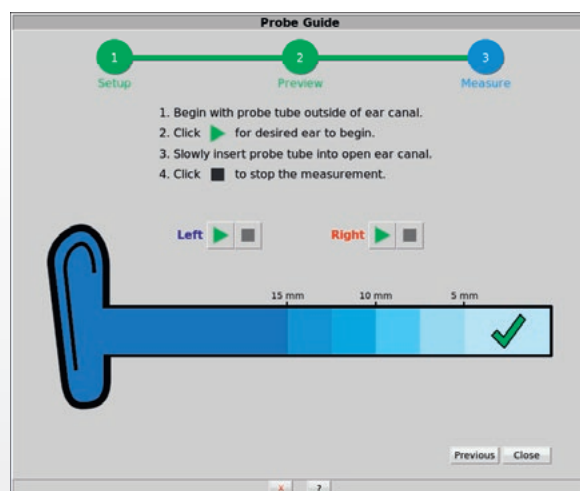 Probe Guide
1 2 3
Setup Preview Measure
1. Begin with probe tube outside of ear canal.
2. Click for desired ear to begin.
3. Slowly insert probe tube into open ear canal.
4. Click to stop the measurement.
Left Right
15 mm 10 mm 5 mm
Previous Close
x ?